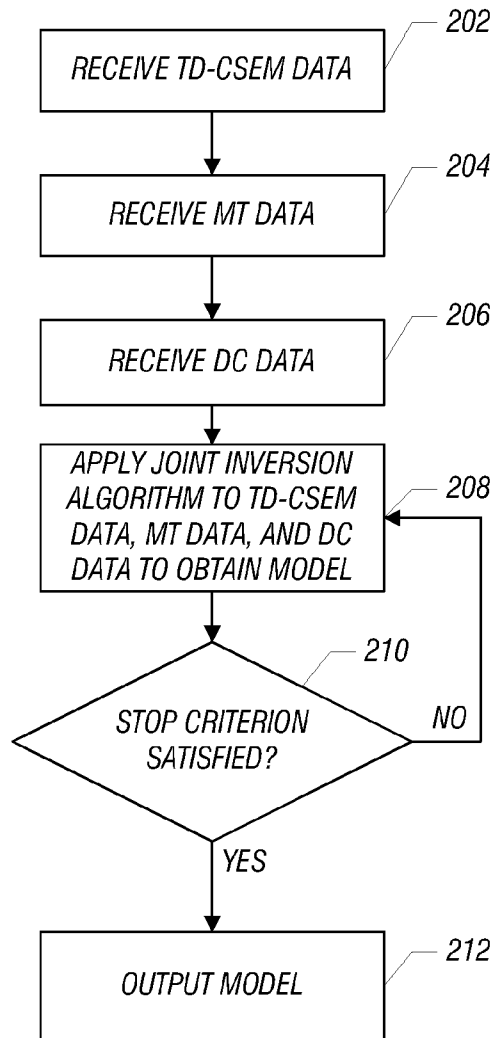 202
RECEIVE TD-CSEM DATA
204
RECEIVE MT DATA
206
RECEIVE DC DATA
APPLY JOINT INVERSION
ALGORITHM TO TD-CSEM
DATA, MT DATA, AND DC
DATA TO OBTAIN MODEL
208
210
STOP CRITERION
SATISFIED?
NO
YES
212
OUTPUT MODEL